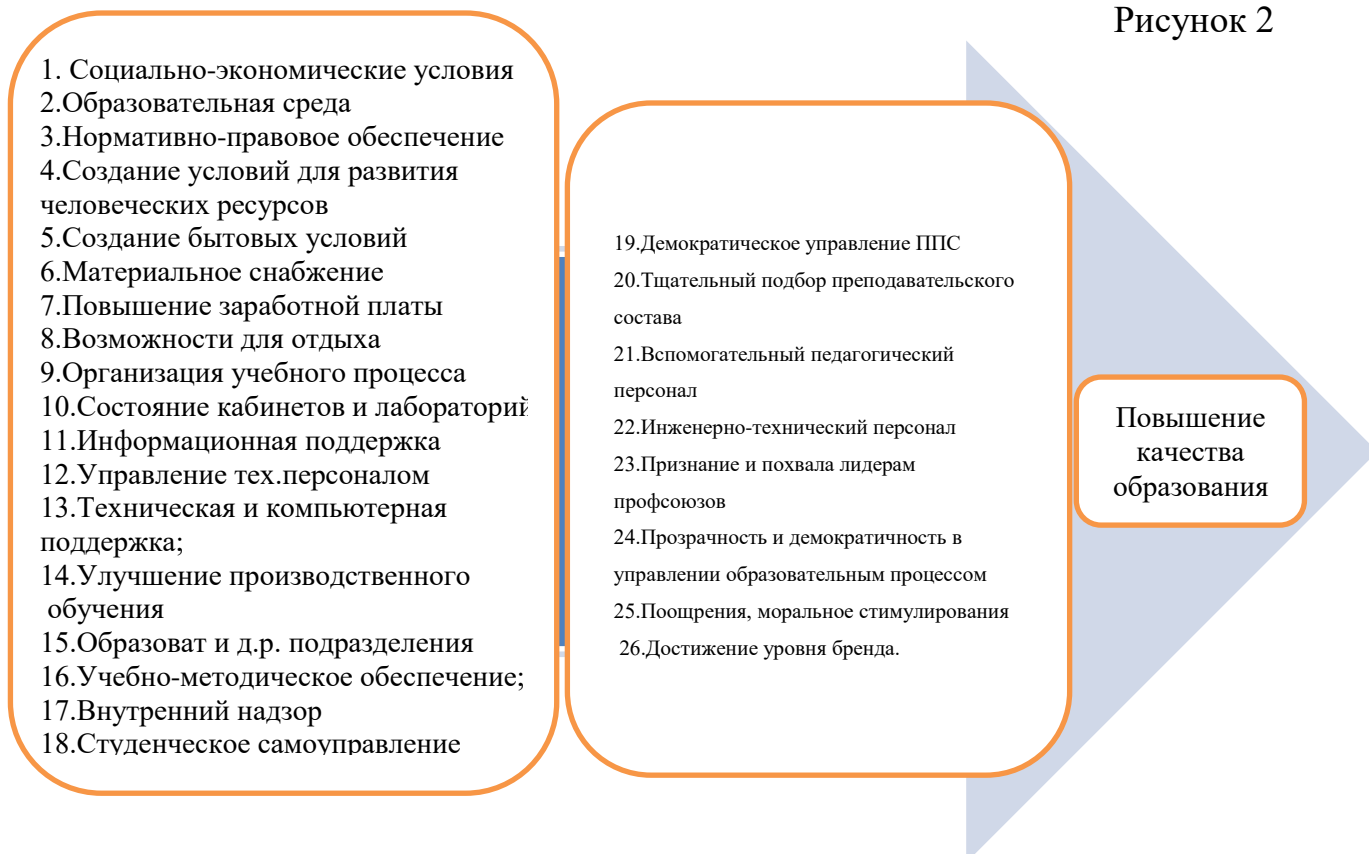 Рисунок 2
1. Социально-экономические условия
2.Образовательная среда
3.Нормативно-правовое обеспечение
4.Создание условий для развития
человеческих ресурсов
5.Создание бытовых условий
6.Материальное снабжение
7.Повышение заработной платы
8.Возможности для отдыха
9.Организация учебного процесса
10.Состояние кабинетов и лабораторий
11.Информационная поддержка
12.Управление тех.персоналом
13.Техническая и компьютерная
поддержка;
14.Улучшение производственного
обучения
15.Образоват и д.р. подразделения
16.Учебно-методическое обеспечение;
17.Внутренний надзор
18.Студенческое самоуправление
19.Демократическое управление ППС
20.Тщательный подбор преподавательского
состава
21.Вспомогательный педагогический
персонал
22.Инженерно-технический персонал
23.Признание и похвала лидерам
профсоюзов
24.Прозрачность и демократичность в
управлении образовательным процессом
25.Поощрения, моральное стимулирования
26.Достижение уровня бренда.
Повышение
качества
образования